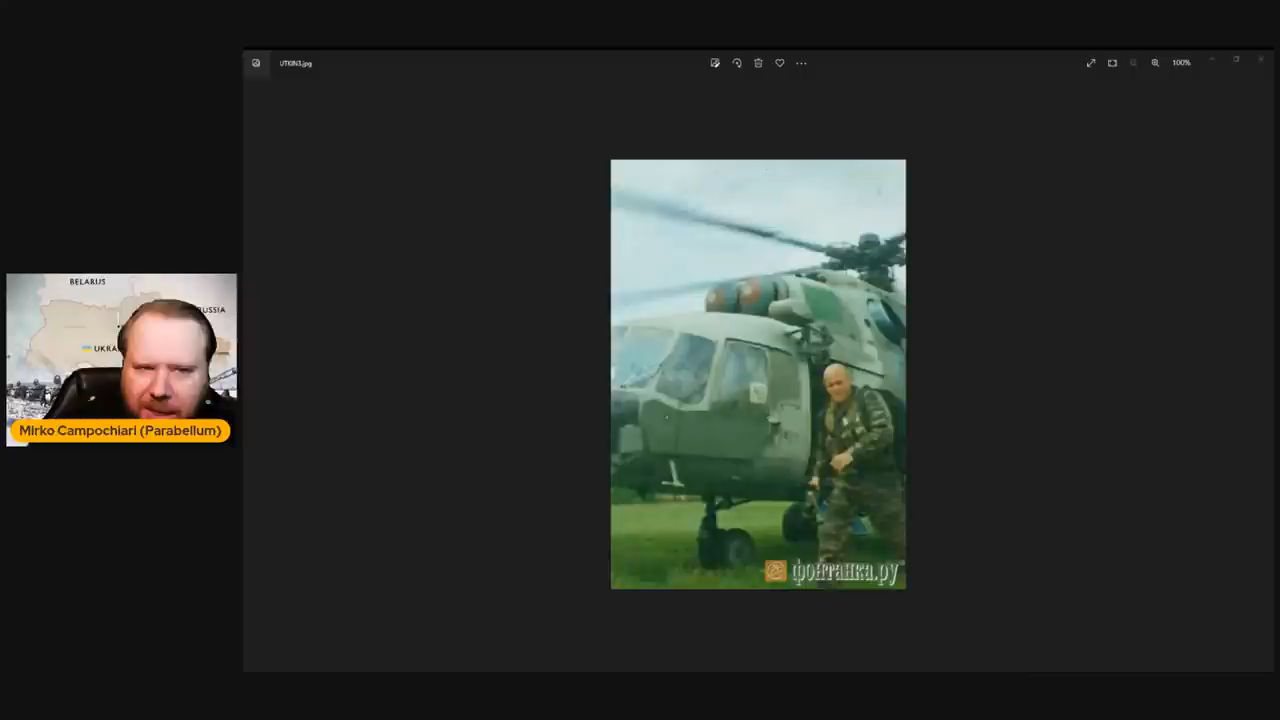 UTKIN3.jpg
100%
BELARUS
RUSSIA
UKRA
Mirko Campochiari (Parabellum)
фонтанка.ру